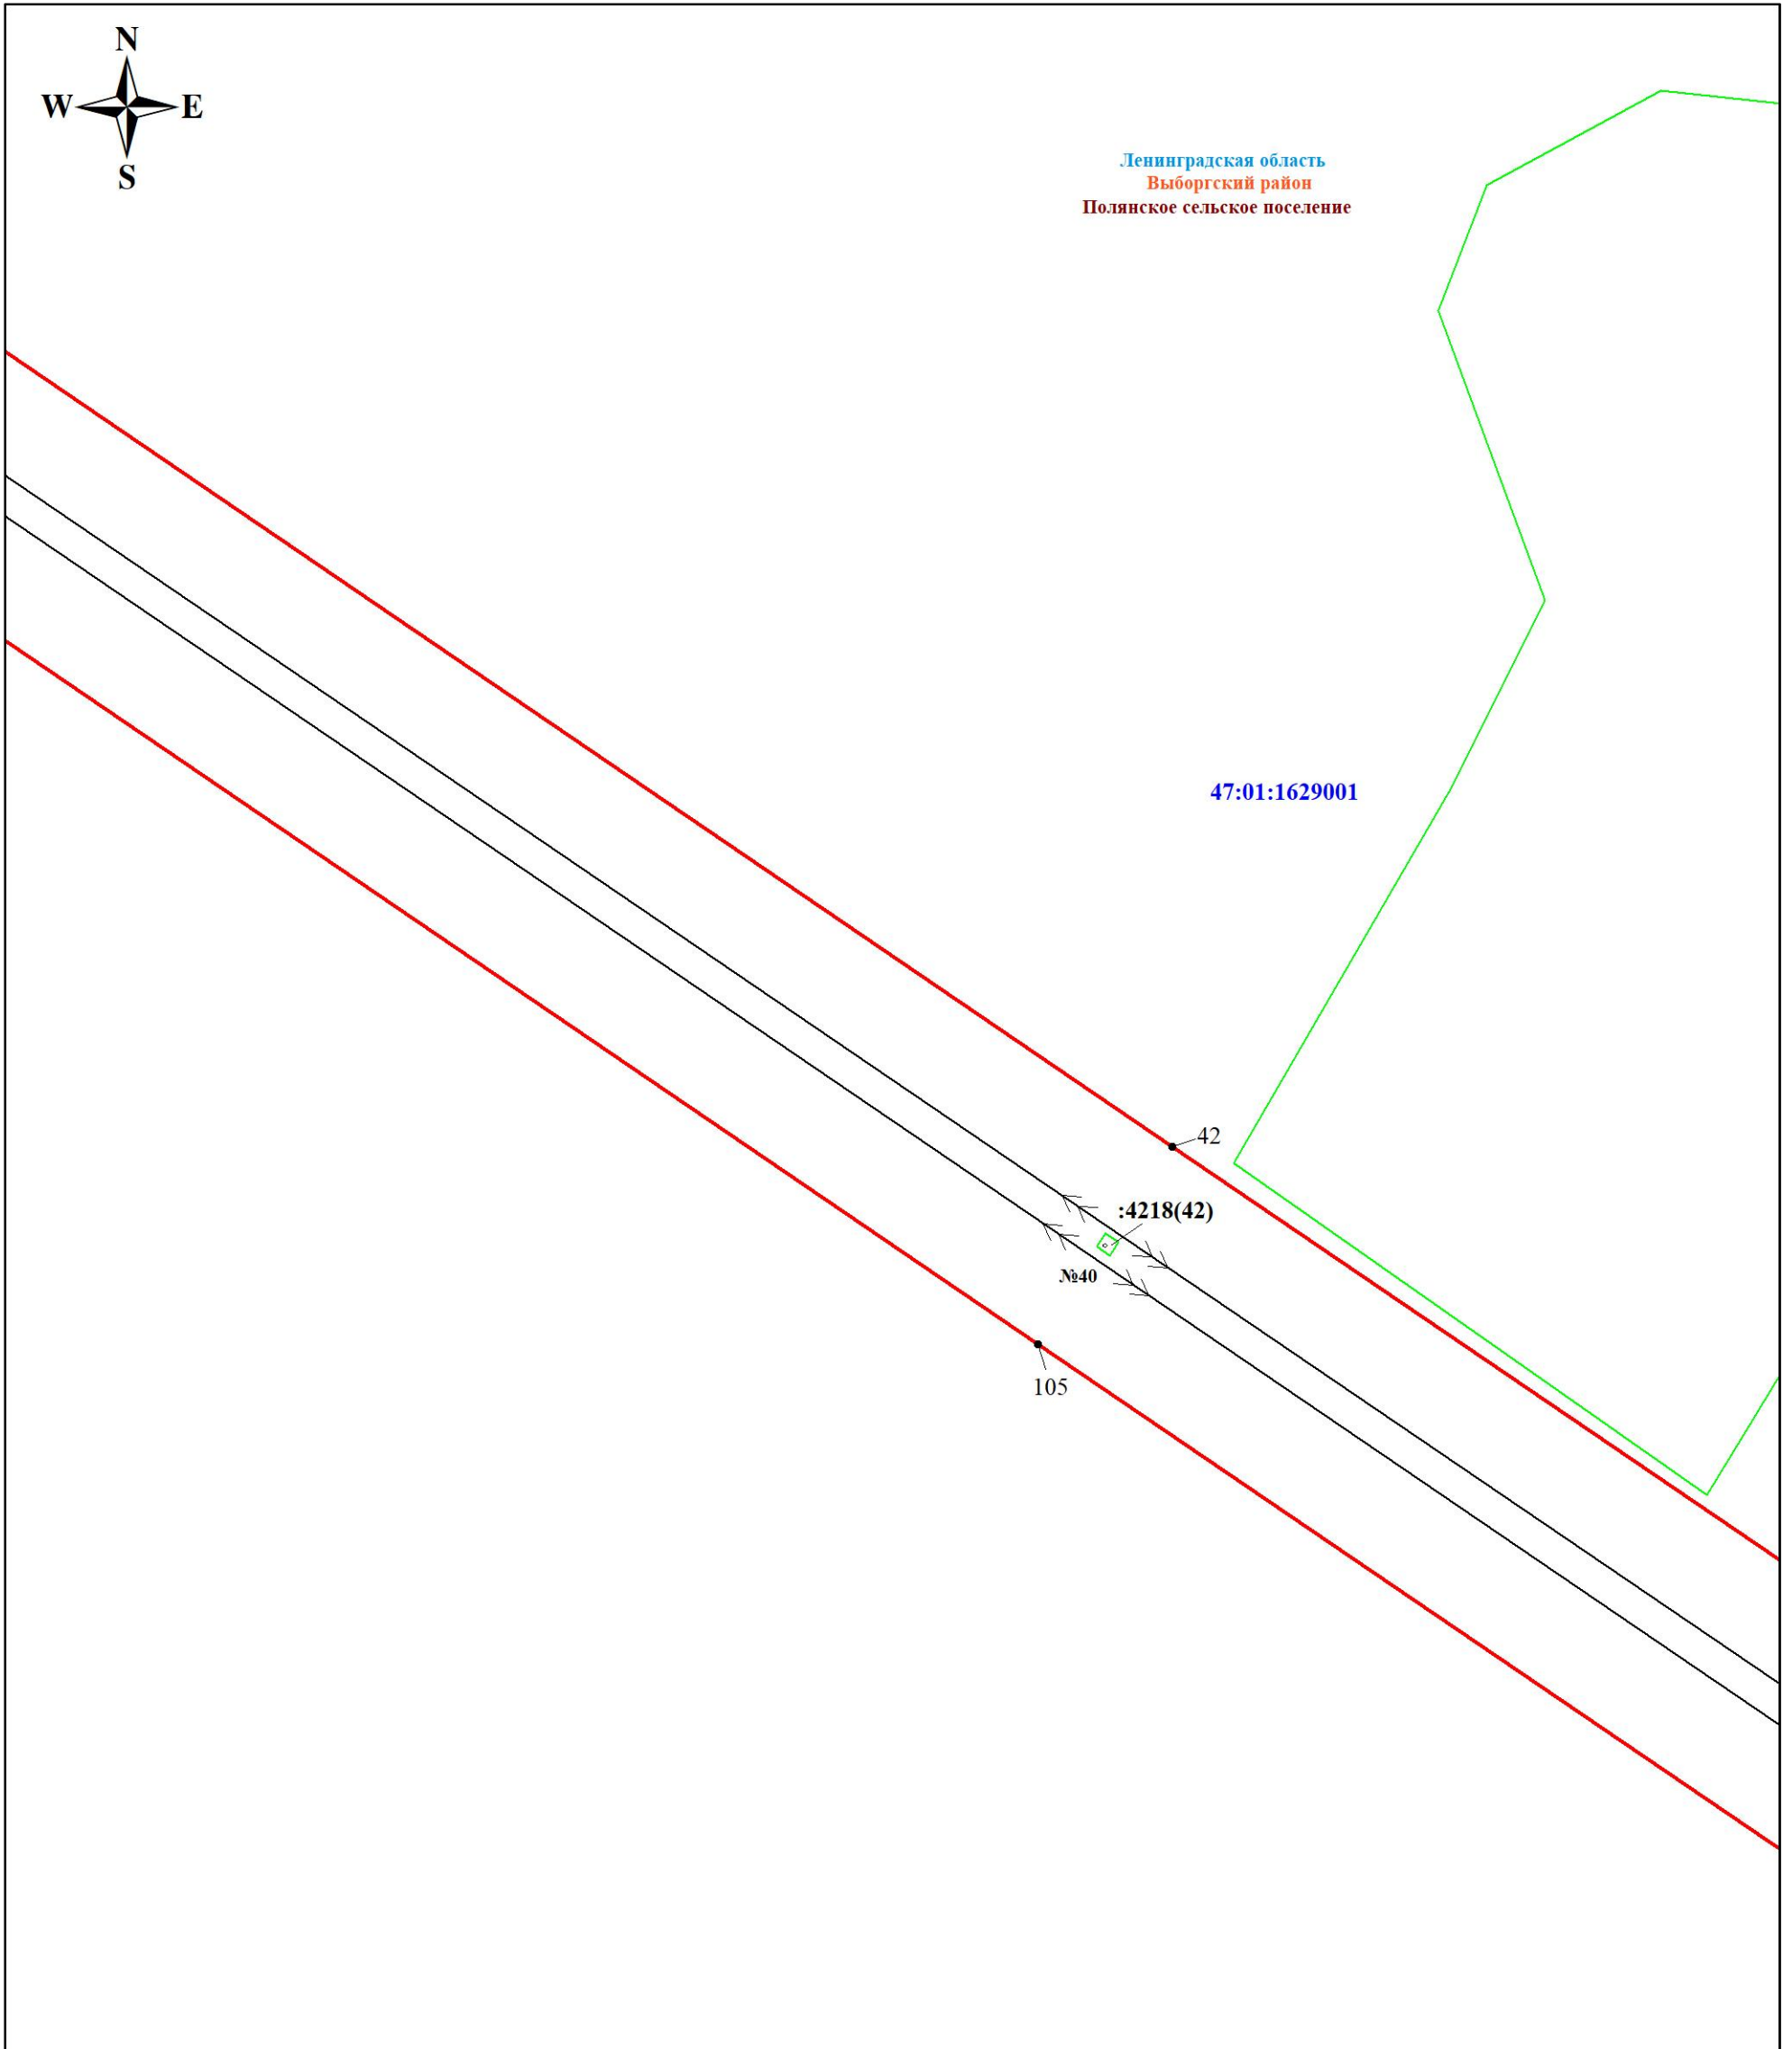 N
W E
S
Ленинградская область
Выборгский район
Полянское сельское поселение
47:01:1629001
42
:4218(42)
№40
105